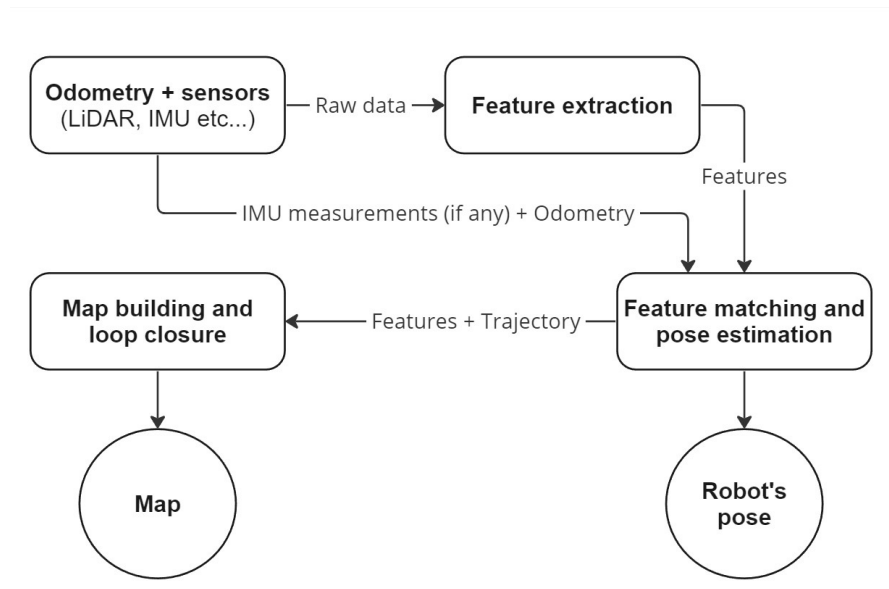 Odometry + sensors
(LiDAR, IMU etc...)
Raw data
Feature extraction
Features
IMU measurements (if any) + Odometry
Map building and
loop closure
Features + Trajectory
Feature matching and
pose estimation
Map
Robot's
pose